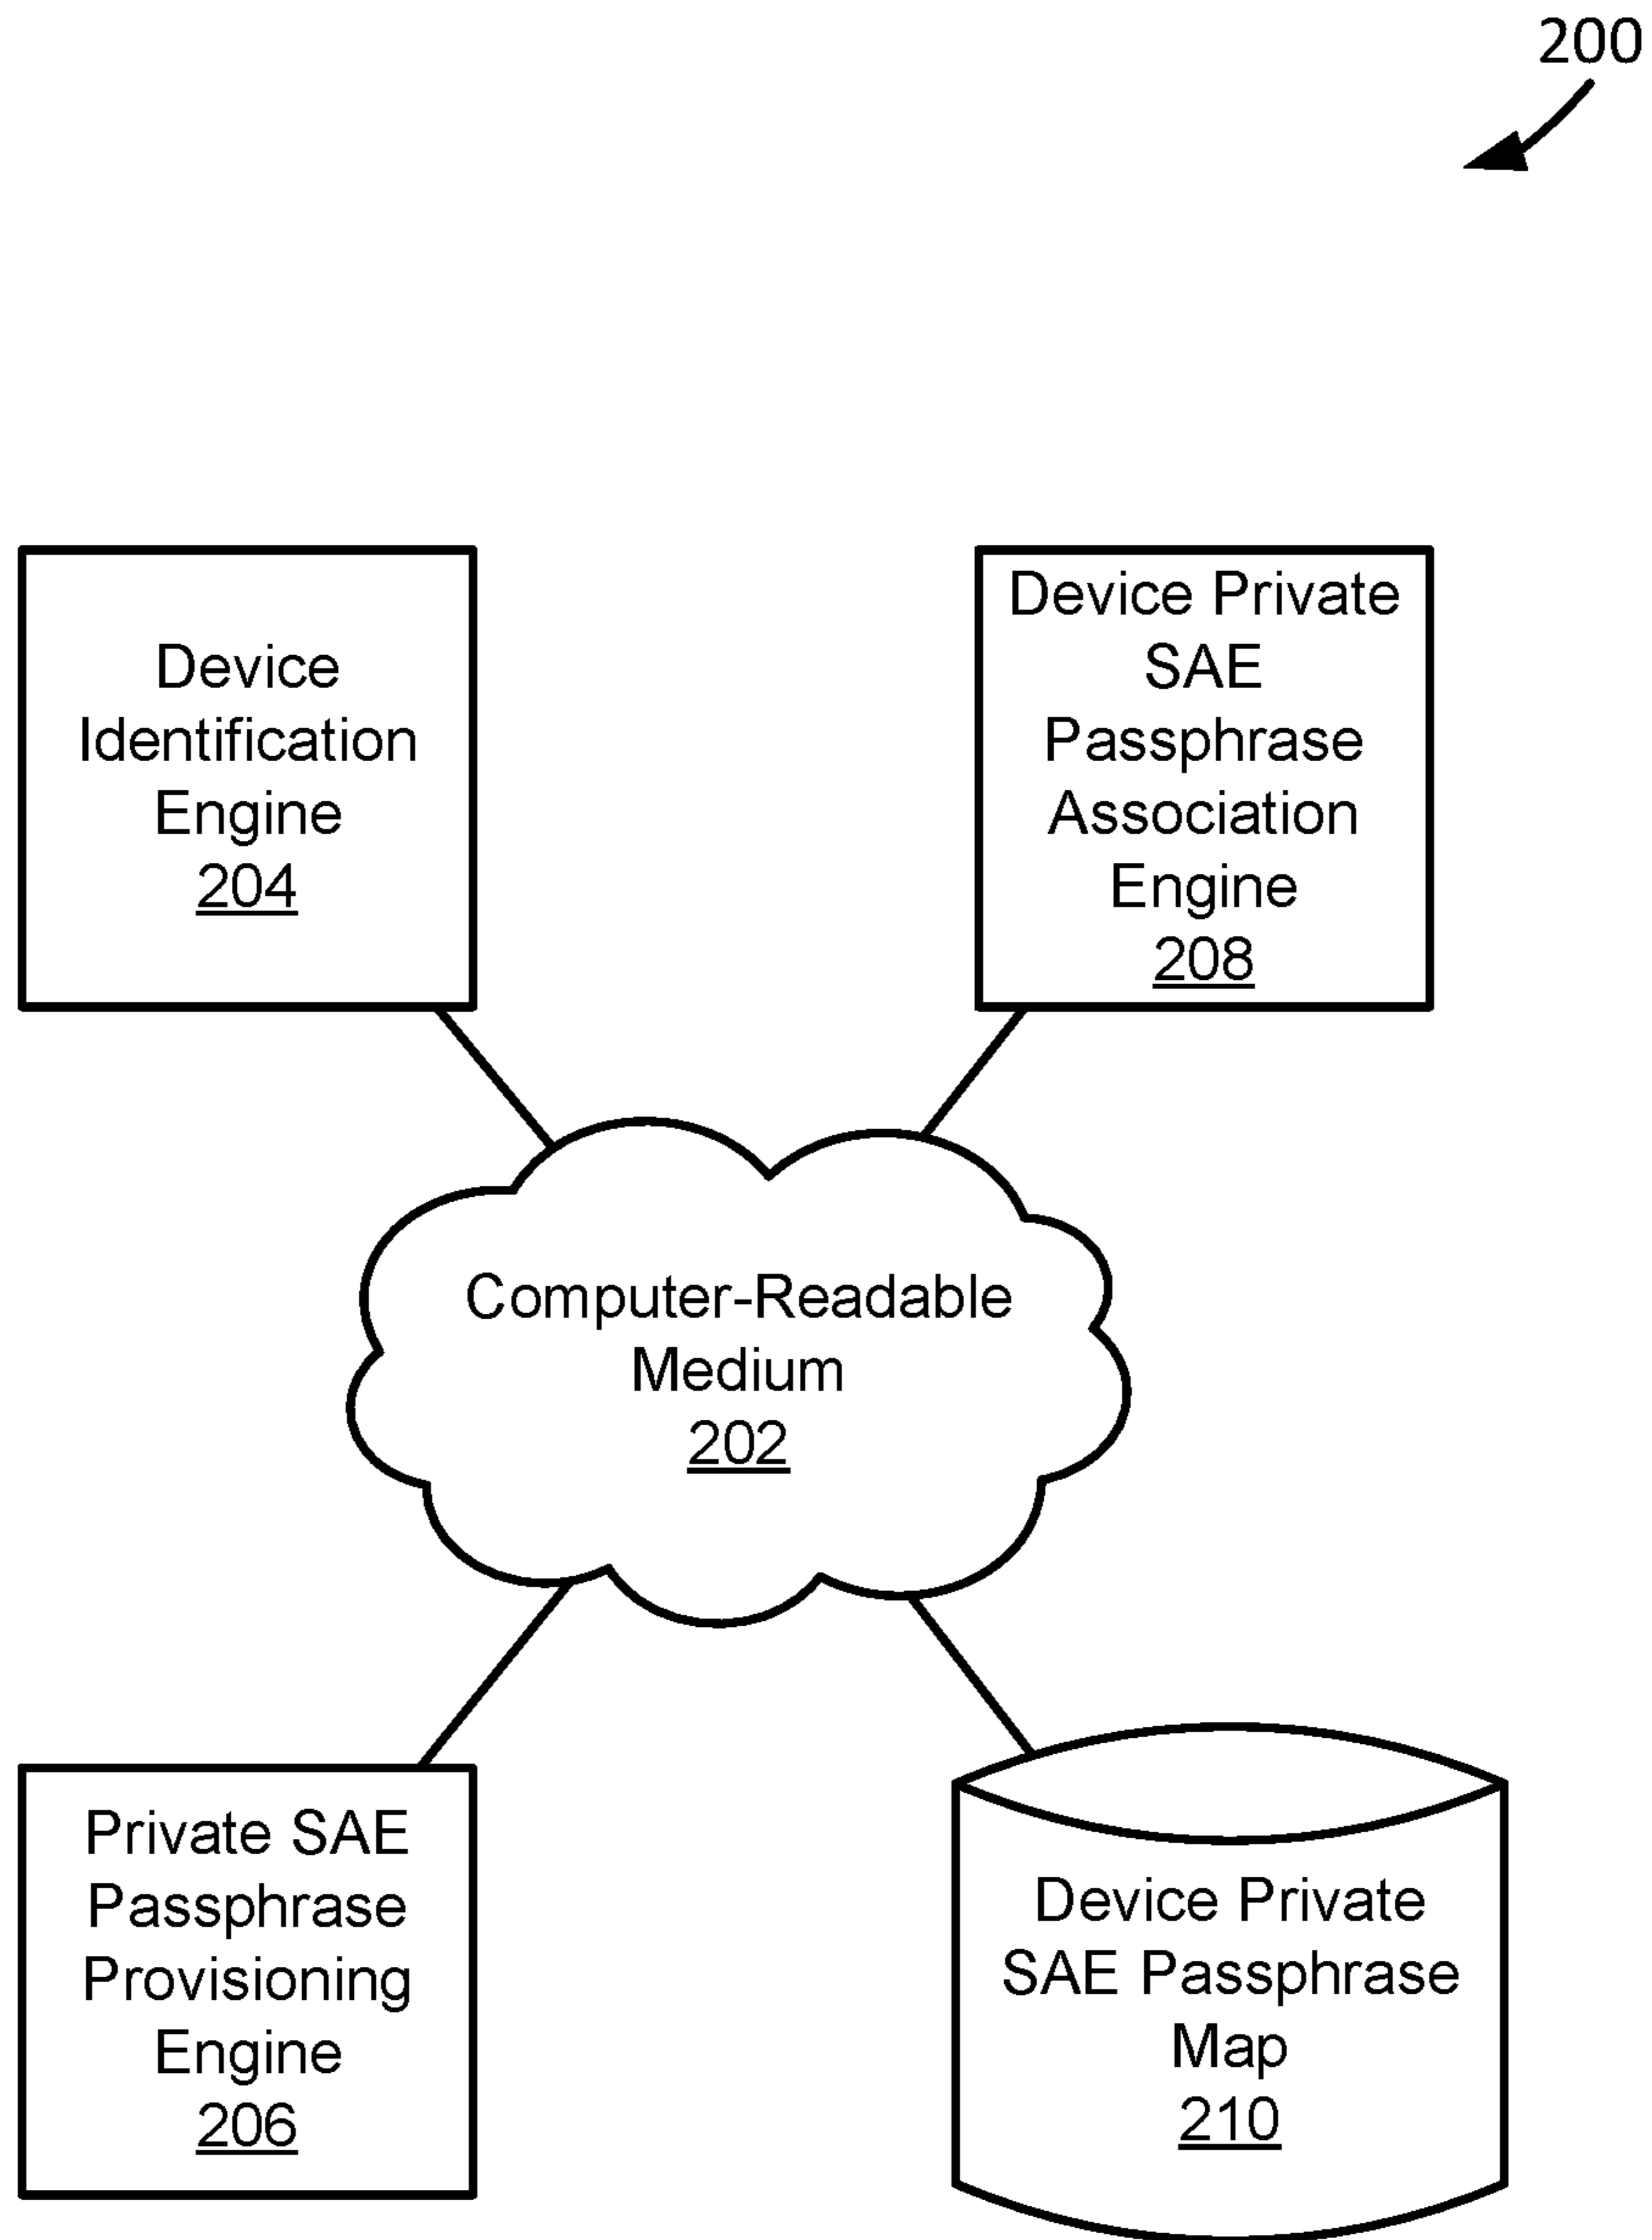 200
Device
Identification
Engine
204
Device Private
SAE
Passphrase
Association
Engine
208
Computer-Readable
Medium
202
Private SAE
Passphrase
Provisioning
Engine
206
Device Private
SAE Passphrase
Map
210